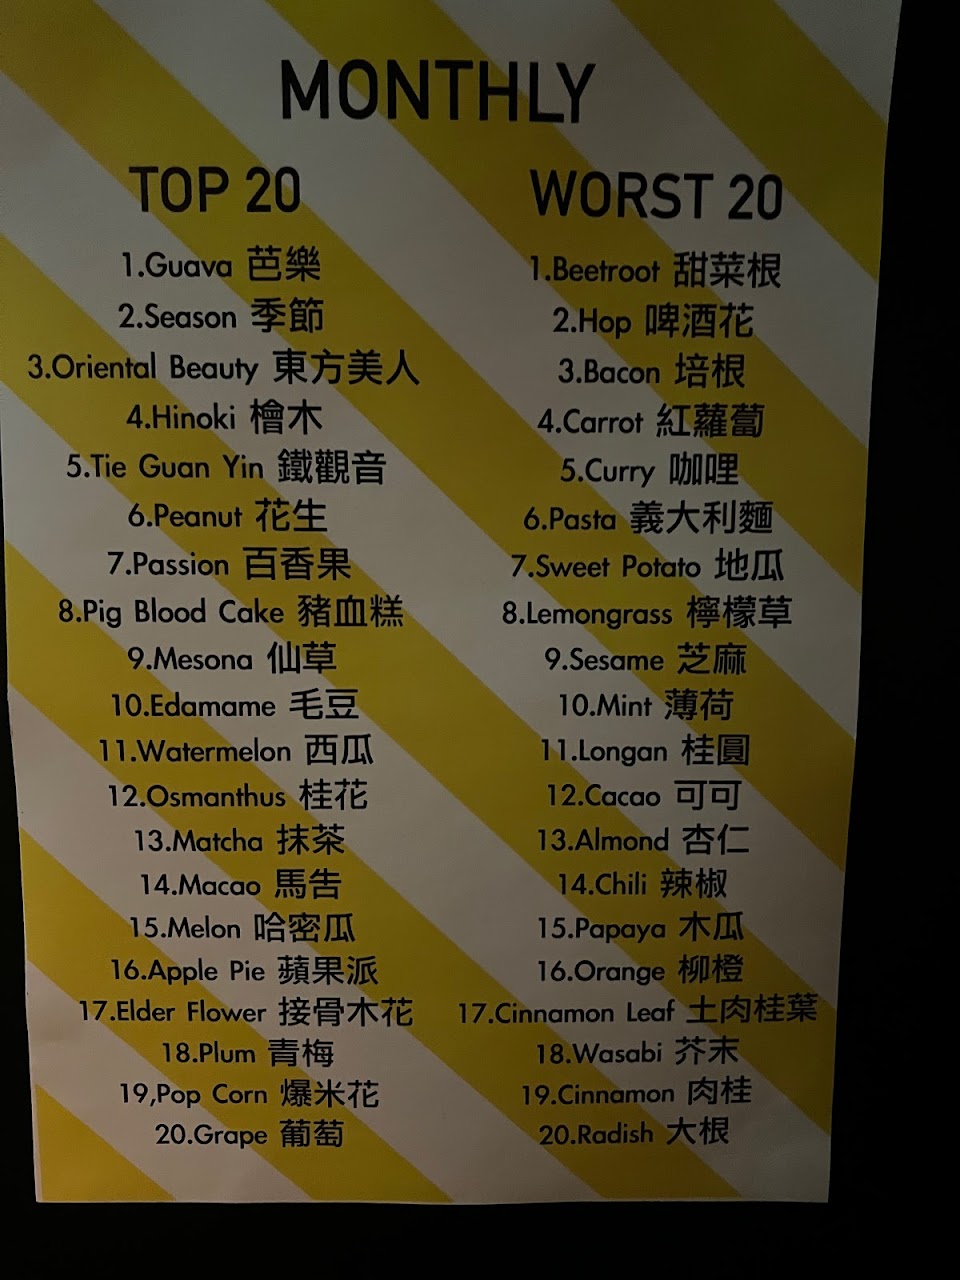 MONTHLY
TOP 20
1.Guava 芭樂
2.Season 季節
3.Oriental Beauty 東方美人
4.Hinoki 檜木
5.Tie Guan Yin 鐵觀音
6.Peanut 花生
7.Passion 百香果
8.Pig Blood Cake 豬血糕
9.Mesona 仙草
10.Edamame 毛豆
11.Watermelon 西瓜
12.Osmanthus 桂花
13.Matcha 抹茶
14.Macao 馬告
15.Melon 哈密瓜
16.Apple Pie 蘋果派
17.Elder Flower 接骨木花
18.Plum 青梅
19,Pop Corn 爆米花
20.Grape 葡萄
WORST 20
1.Beetroot 甜菜根
2.Hop 啤酒花
3.Bacon 培根
4.Carrot 紅蘿蔔
5.Curry 咖哩
6.Pasta 義大利麵
7.Sweet Potato 地瓜
8.Lemongrass 檸檬草
9.Sesame 芝麻
10.Mint 薄荷
11.Longan 桂圓
12.Cacao 可可
13.Almond 杏仁
14.Chili 辣椒
15.Papaya 木瓜
16.Orange 柳橙
17.Cinnamon Leaf 土肉桂葉
18.Wasabi 芥末
19.Cinnamon 肉桂
20.Radish 大根